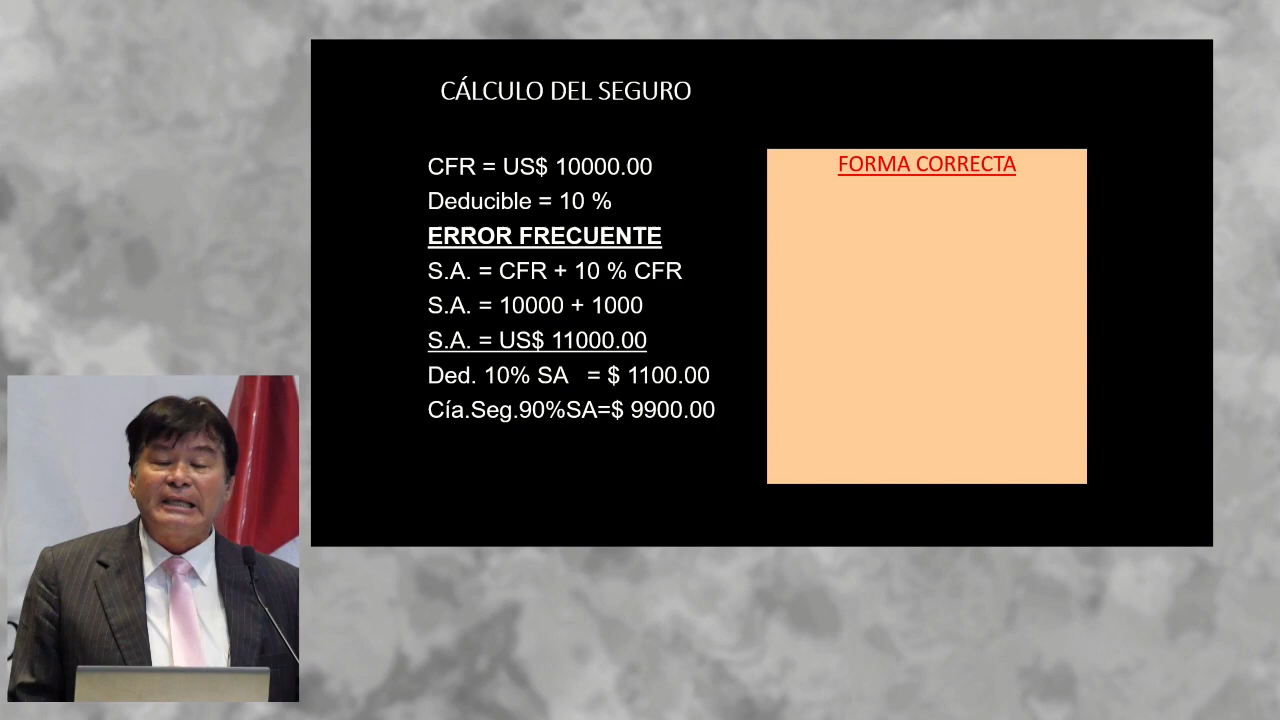 CÁLCULO DEL SEGURO
CFR = US$ 10000.00
Deducible = 10 %
ERROR FRECUENTE
S.A. = CFR + 10 % CFR
S.A. = 10000 + 1000
S.A. = US$ 11000.00
Ded. 10% SA = $ 1100.00
Cía.Seg.90%SA=$ 9900.00
FORMA CORRECTA